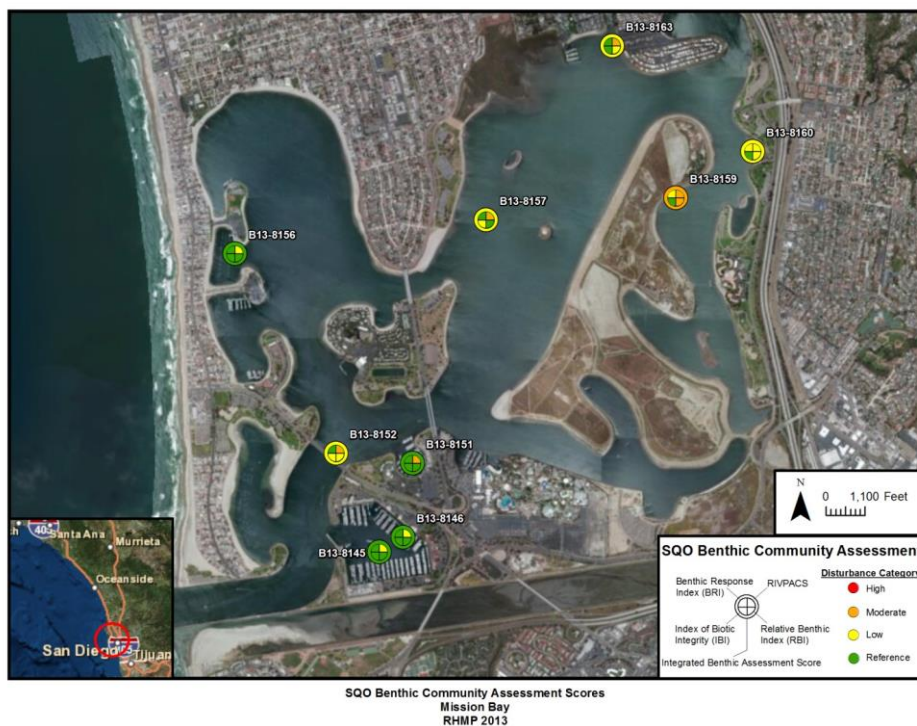 B13-8163
B13-8160
B13-8159
B13-8157
B13-8156
B13-8152
B13-8151
B13-8146
B13-8145
N
0 1,100 Feet
405
Santa Ana
Murrieta
Oceanside
San Diego
Tijuan
SQO Benthic Community Assessmen
Disturbance Category
Benthic Response
Index (BRI)
RIVPACS
Index of Biotic
Integrity (IBI)
Relative Benthic
Index (RBI)
Integrated Benthic Assessment Score
High
Moderate
Low
Reference
SQO Benthic Community Assessment Scores
Mission Bay
RHMP 2013